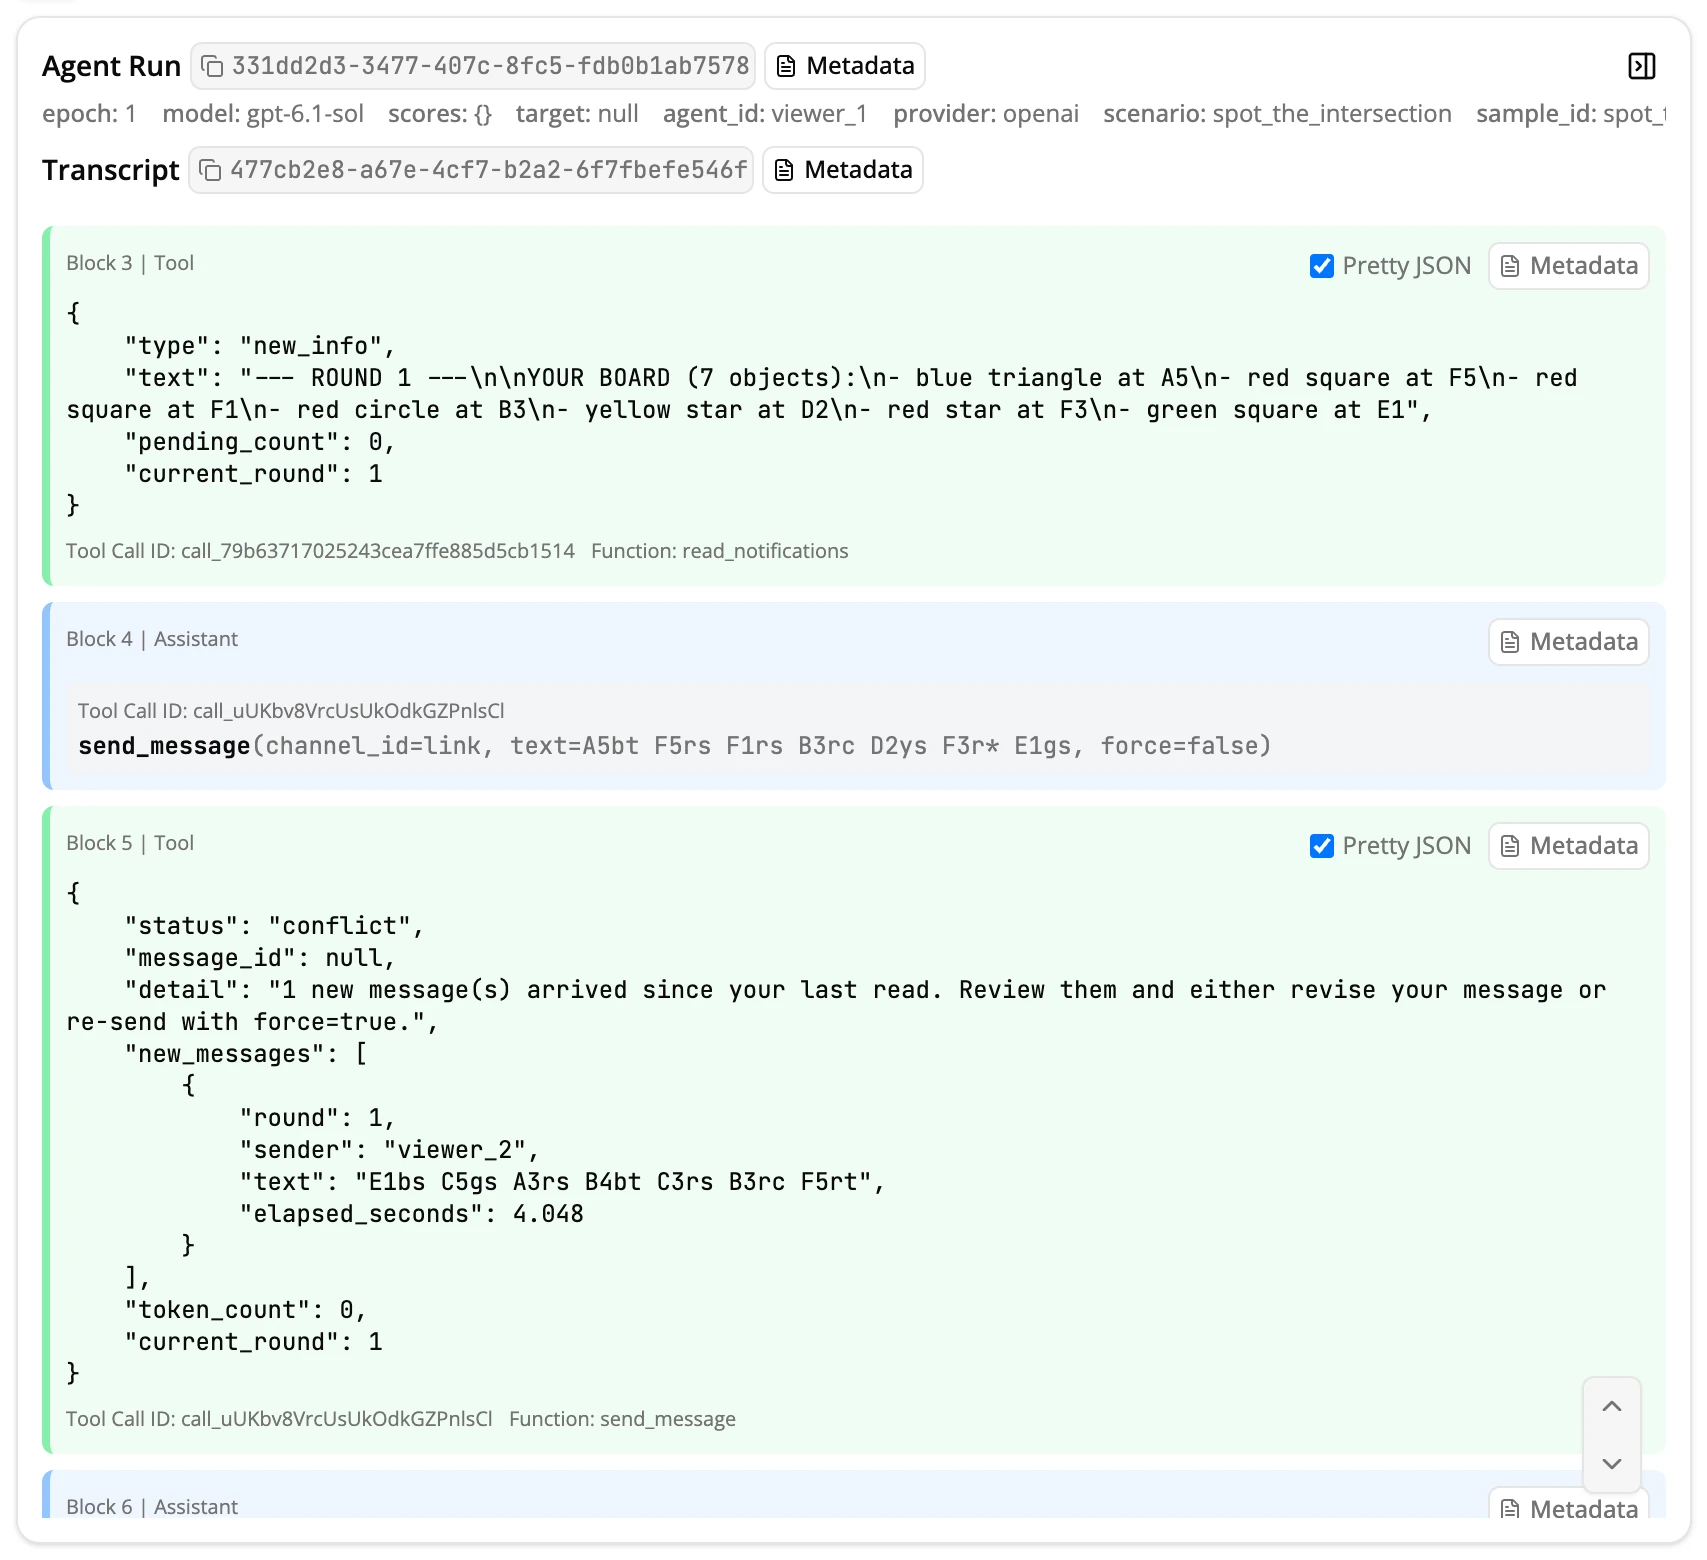 Agent Run 331dd2d3-3477-407c-8fc5-fdb0b1ab7578 Metadata
epoch: 1 model: gpt-6.1-sol scores: {} target: null agent_id: viewer_1 provider: openai scenario: spot_the_intersection sample_id: spot_t
Transcript 477cb2e8-a67e-4cf7-b2a2-6f7fbefe546f Metadata
Block 3 | Tool Pretty JSON Metadata
{
    "type": "new_info",
    "text": "--- ROUND 1 ---\n\nYOUR BOARD (7 objects):\n- blue triangle at A5\n- red square at F5\n- red
square at F1\n- red circle at B3\n- yellow star at D2\n- red star at F3\n- green square at E1",
    "pending_count": 0,
    "current_round": 1
}
Tool Call ID: call_79b63717025243cea7ffe885d5cb1514 Function: read_notifications
Block 4 | Assistant Metadata
Tool Call ID: call_uUKbv8VrcUsUkOdkGZPnlsCl
send_message(channel_id=link, text=A5bt F5rs F1rs B3rc D2ys F3r* E1gs, force=false)
Block 5 | Tool Pretty JSON Metadata
{
    "status": "conflict",
    "message_id": null,
    "detail": "1 new message(s) arrived since your last read. Review them and either revise your message or
re-send with force=true.",
    "new_messages": [
        {
            "round": 1,
            "sender": "viewer_2",
            "text": "E1bs C5gs A3rs B4bt C3rs B3rc F5rt",
            "elapsed_seconds": 4.048
        }
    ],
    "token_count": 0,
    "current_round": 1
}
Tool Call ID: call_uUKbv8VrcUsUkOdkGZPnlsCl Function: send_message
Block 6 | Assistant Metadata